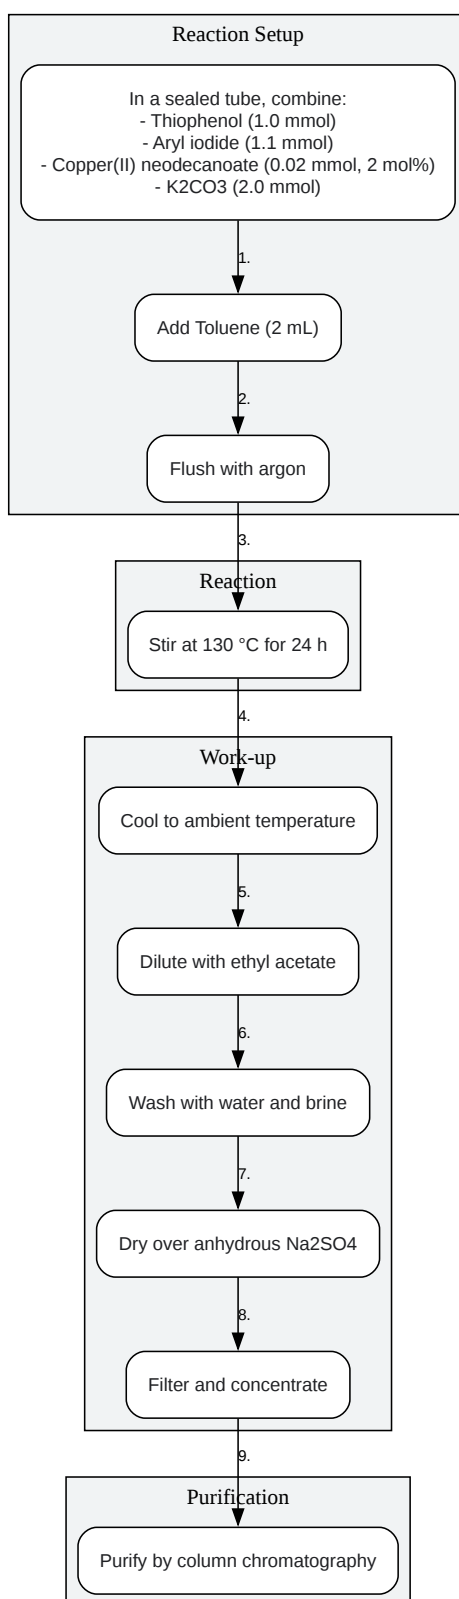 Reaction Setup
In a sealed tube, combine:
- Thiophenol (1.0 mmol)
- Aryl iodide (1.1 mmol)
- Copper(II) neodecanoate (0.02 mmol, 2 mol%)
- K2CO3 (2.0 mmol)
1.
Add Toluene (2 mL)
2.
Flush with argon
3.
Reaction
Stir at 130 °C for 24 h
4.
Work-up
Cool to ambient temperature
5.
Dilute with ethyl acetate
6.
Wash with water and brine
7.
Dry over anhydrous Na2SO4
8.
Filter and concentrate
9.
Purification
Purify by column chromatography